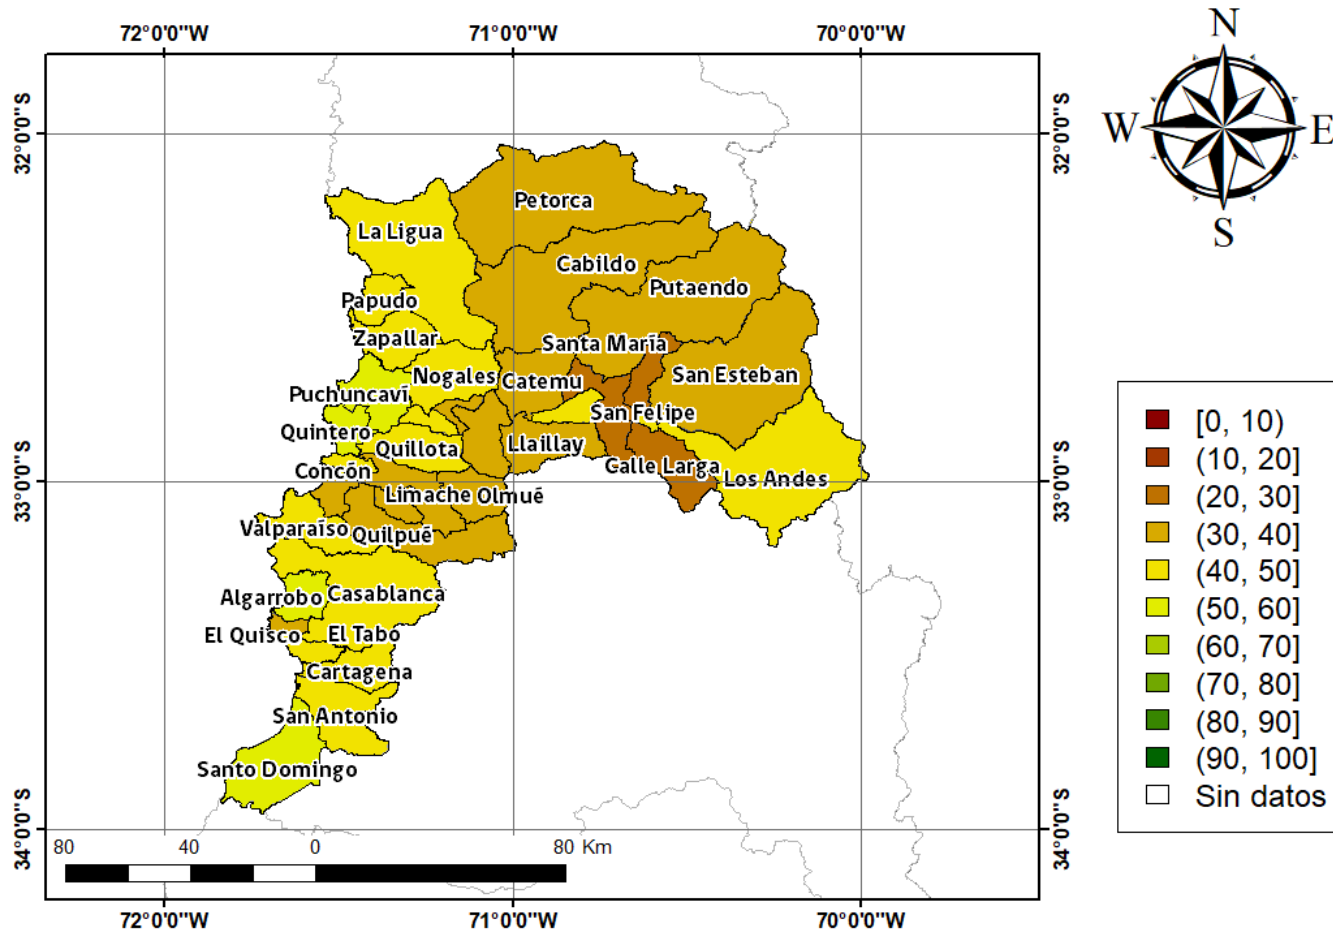 72°0'0"W 71°0'0"W 70°0'0"W
N
W E
S
32°0'0"S 32°0'0"S
Petorca
La Ligua
Cabildo
Putaendo
Papudo
Zapallar
Santa María
Nogales
Catemu
San Esteban
Puchuncaví
San Felipe
Quintero
Quillota
Llaillay
Concón
Calle Larga
Los Andes
33°0'0"S 33°0'0"S
Limache
Olmué
Valparaíso
Quilpué
Algarrobo
Casablanca
El Quisco
El Tabo
Cartagena
San Antonio
Santo Domingo
34°0'0"S 34°0'0"S
80 40 0 80 Km
72°0'0"W 71°0'0"W 70°0'0"W
[0, 10)
(10, 20]
(20, 30]
(30, 40]
(40, 50]
(50, 60]
(60, 70]
(70, 80]
(80, 90]
(90, 100]
Sin datos